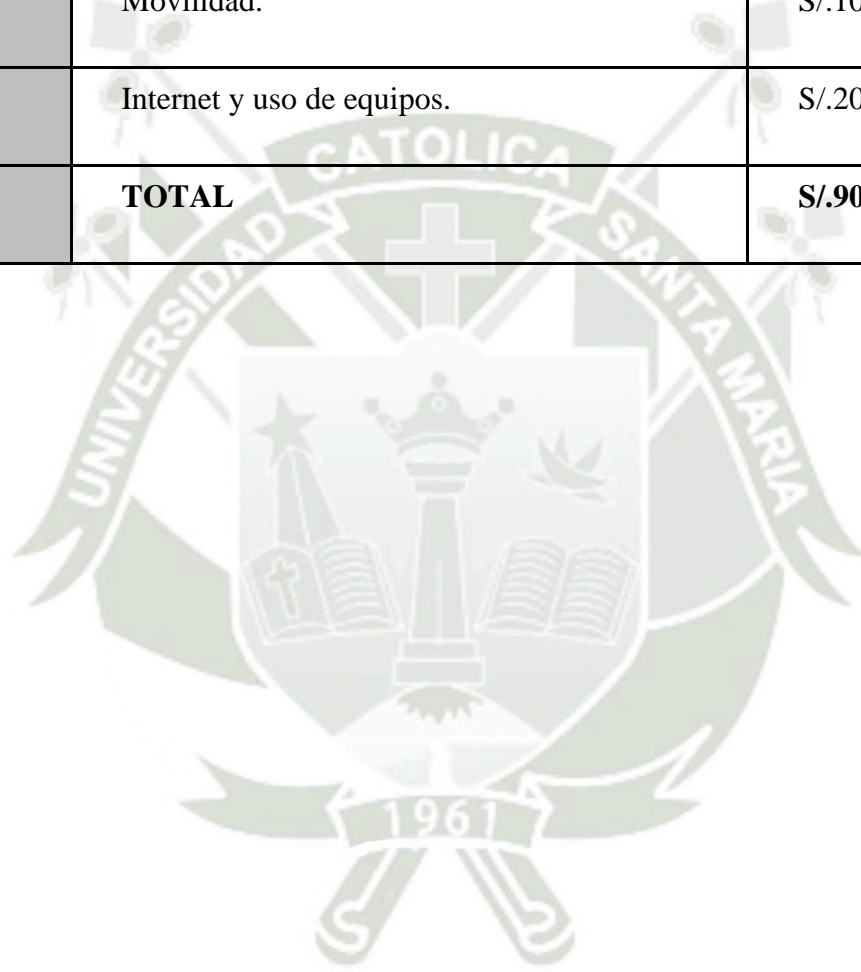 Movilidad. S/.10
Internet y uso de equipos. S/.20
TOTAL S/.90
UNIVERSIDAD CATOLICA SANTA MARIA
1961